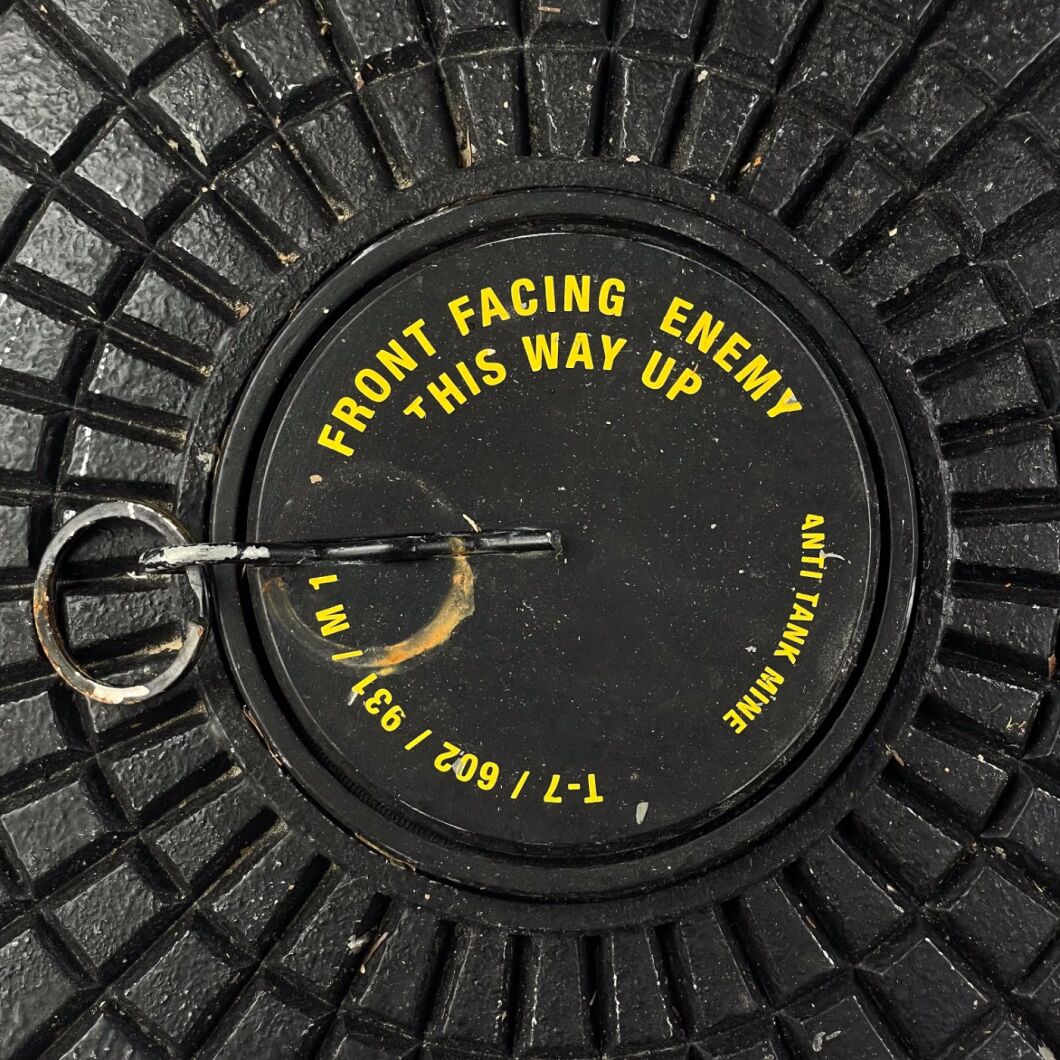 FRONT FACING ENEMY
THIS WAY UP
ANTI TANK MINE
T-7 / 602 / 931 / M 1